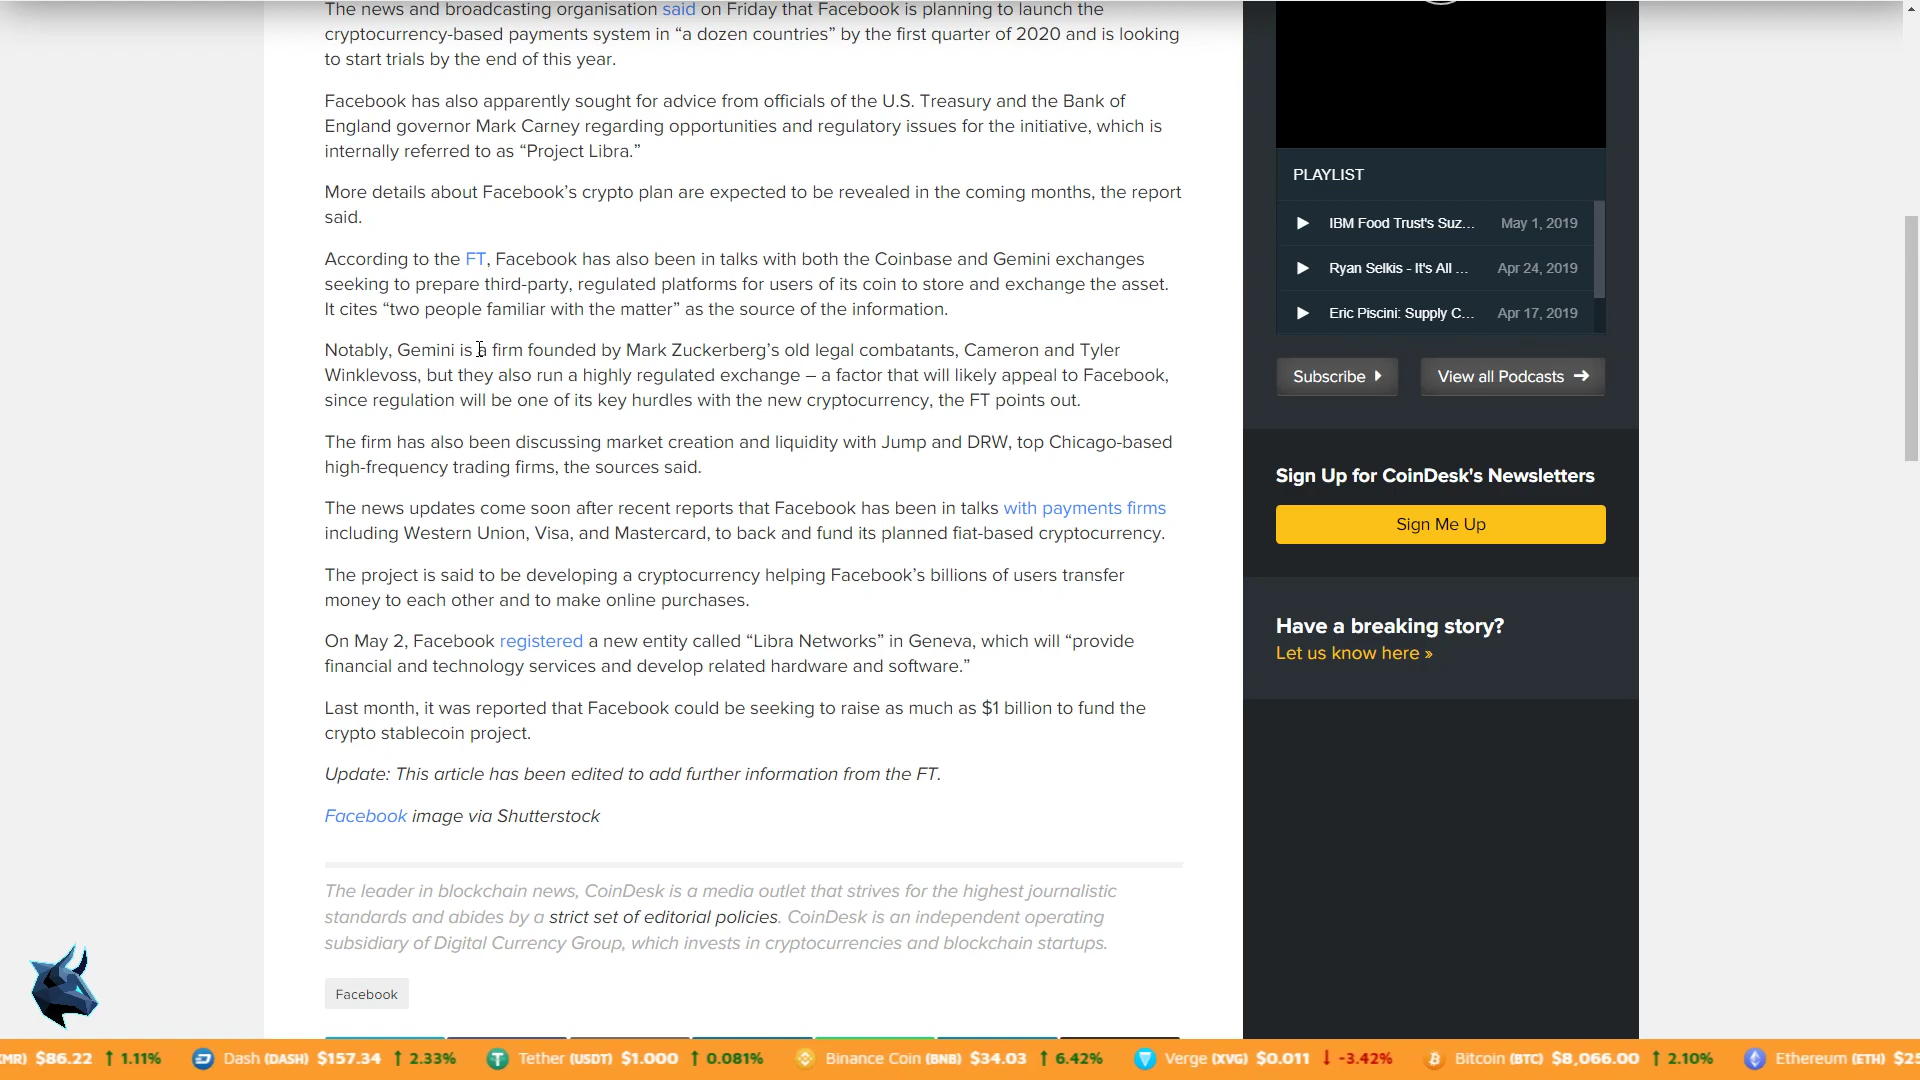 The news and broadcasting organisation said on Friday that Facebook is planning to launch the
cryptocurrency-based payments system in “a dozen countries” by the first quarter of 2020 and is looking
to start trials by the end of this year.
Facebook has also apparently sought for advice from officials of the U.S. Treasury and the Bank of
England governor Mark Carney regarding opportunities and regulatory issues for the initiative, which is
internally referred to as “Project Libra.”
More details about Facebook’s crypto plan are expected to be revealed in the coming months, the report
said.
According to the FT, Facebook has also been in talks with both the Coinbase and Gemini exchanges
seeking to prepare third-party, regulated platforms for users of its coin to store and exchange the asset.
It cites “two people familiar with the matter” as the source of the information.
Notably, Gemini is a firm founded by Mark Zuckerberg’s old legal combatants, Cameron and Tyler
Winklevoss, but they also run a highly regulated exchange – a factor that will likely appeal to Facebook,
since regulation will be one of its key hurdles with the new cryptocurrency, the FT points out.
The firm has also been discussing market creation and liquidity with Jump and DRW, top Chicago-based
high-frequency trading firms, the sources said.
The news updates come soon after recent reports that Facebook has been in talks with payments firms
including Western Union, Visa, and Mastercard, to back and fund its planned fiat-based cryptocurrency.
The project is said to be developing a cryptocurrency helping Facebook’s billions of users transfer
money to each other and to make online purchases.
On May 2, Facebook registered a new entity called “Libra Networks” in Geneva, which will “provide
financial and technology services and develop related hardware and software.”
Last month, it was reported that Facebook could be seeking to raise as much as $1 billion to fund the
crypto stablecoin project.
Update: This article has been edited to add further information from the FT.
Facebook image via Shutterstock
The leader in blockchain news, CoinDesk is a media outlet that strives for the highest journalistic
standards and abides by a strict set of editorial policies. CoinDesk is an independent operating
subsidiary of Digital Currency Group, which invests in cryptocurrencies and blockchain startups.
Facebook
PLAYLIST
IBM Food Trust's Suz... May 1, 2019
Ryan Selkis - It's All ... Apr 24, 2019
Eric Piscini: Supply C... Apr 17, 2019
Subscribe
View all Podcasts
Sign Up for CoinDesk's Newsletters
Sign Me Up
Have a breaking story?
Let us know here »
MR) $86.22 1.11% Dash (DASH) $157.34 2.33% Tether (USDT) $1.000 0.081% Binance Coin (BNB) $34.03 6.42% Verge (XVG) $0.011 -3.42% Bitcoin (BTC) $8,066.00 2.10% Ethereum (ETH) $25